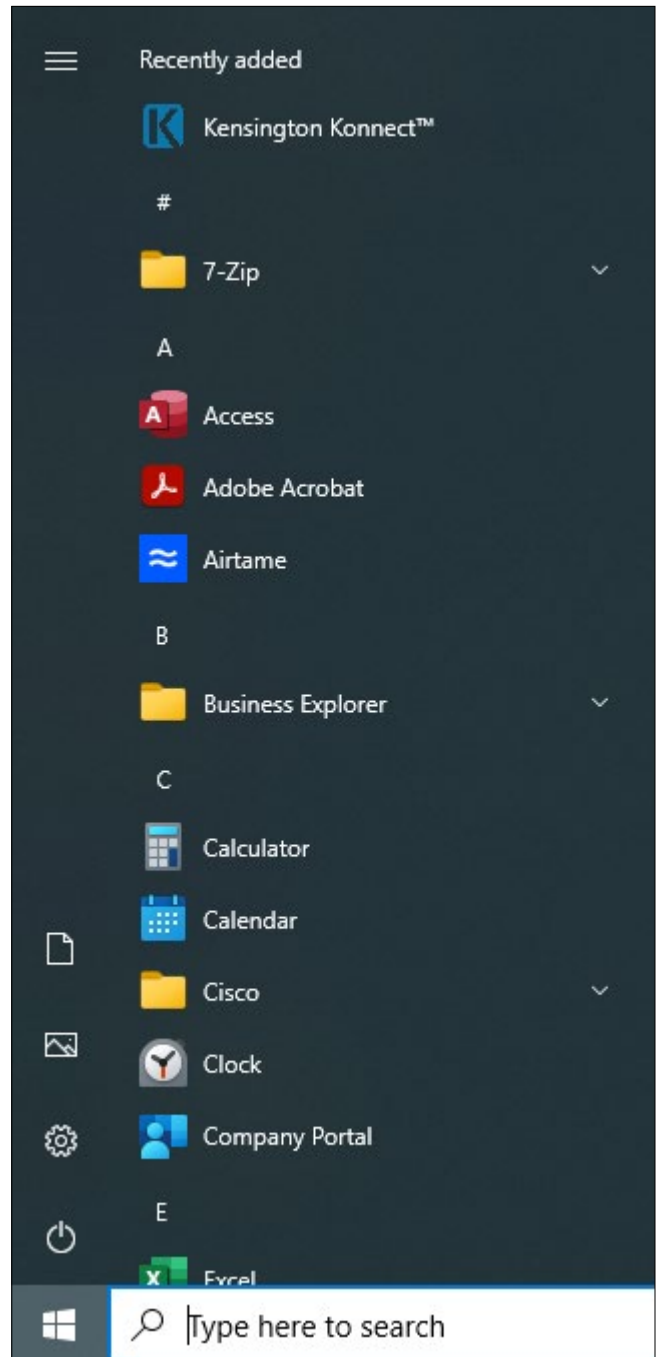 Recently added
Kensington Konnect™
#
7-Zip
A
Access
Adobe Acrobat
Airtame
B
Business Explorer
C
Calculator
Calendar
Cisco
Clock
Company Portal
E
Excel
Type here to search